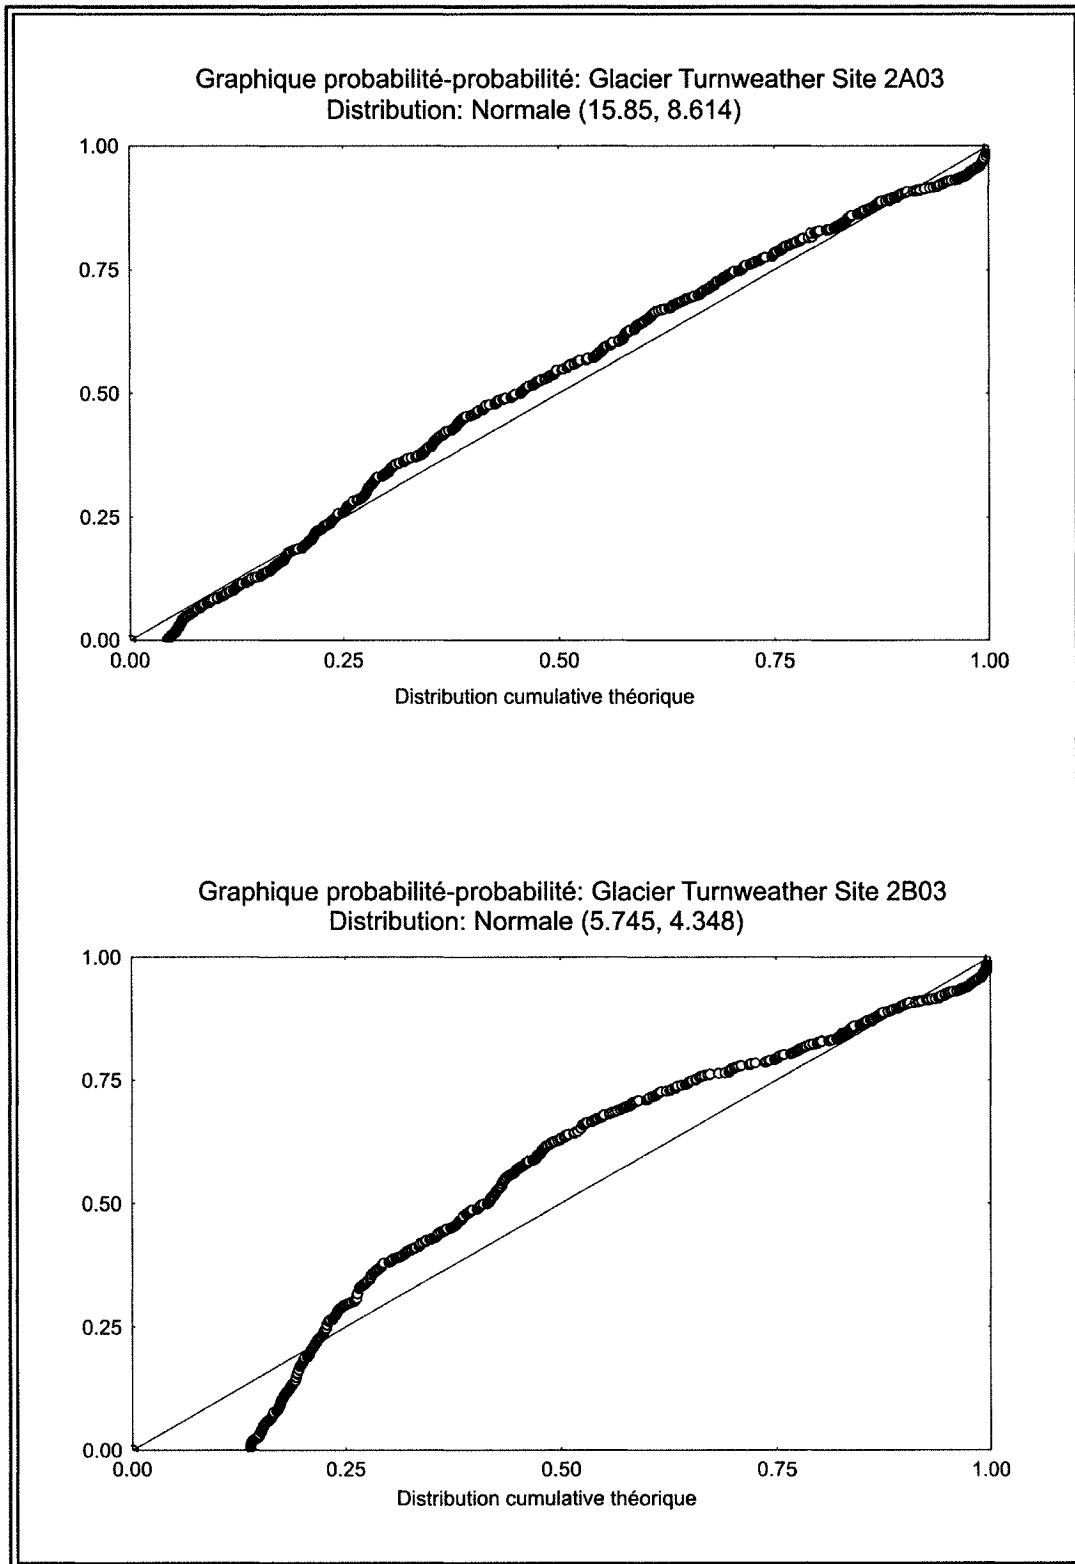 Graphique probabilité-probabilité: Glacier Turnweather Site 2A03
Distribution: Normale (15.85, 8.614)
1.00
0.75
0.50
0.25
0.00
0.00 0.25 0.50 0.75 1.00
Distribution cumulative théorique
Graphique probabilité-probabilité: Glacier Turnweather Site 2B03
Distribution: Normale (5.745, 4.348)
1.00
0.75
0.50
0.25
0.00
0.00 0.25 0.50 0.75 1.00
Distribution cumulative théorique